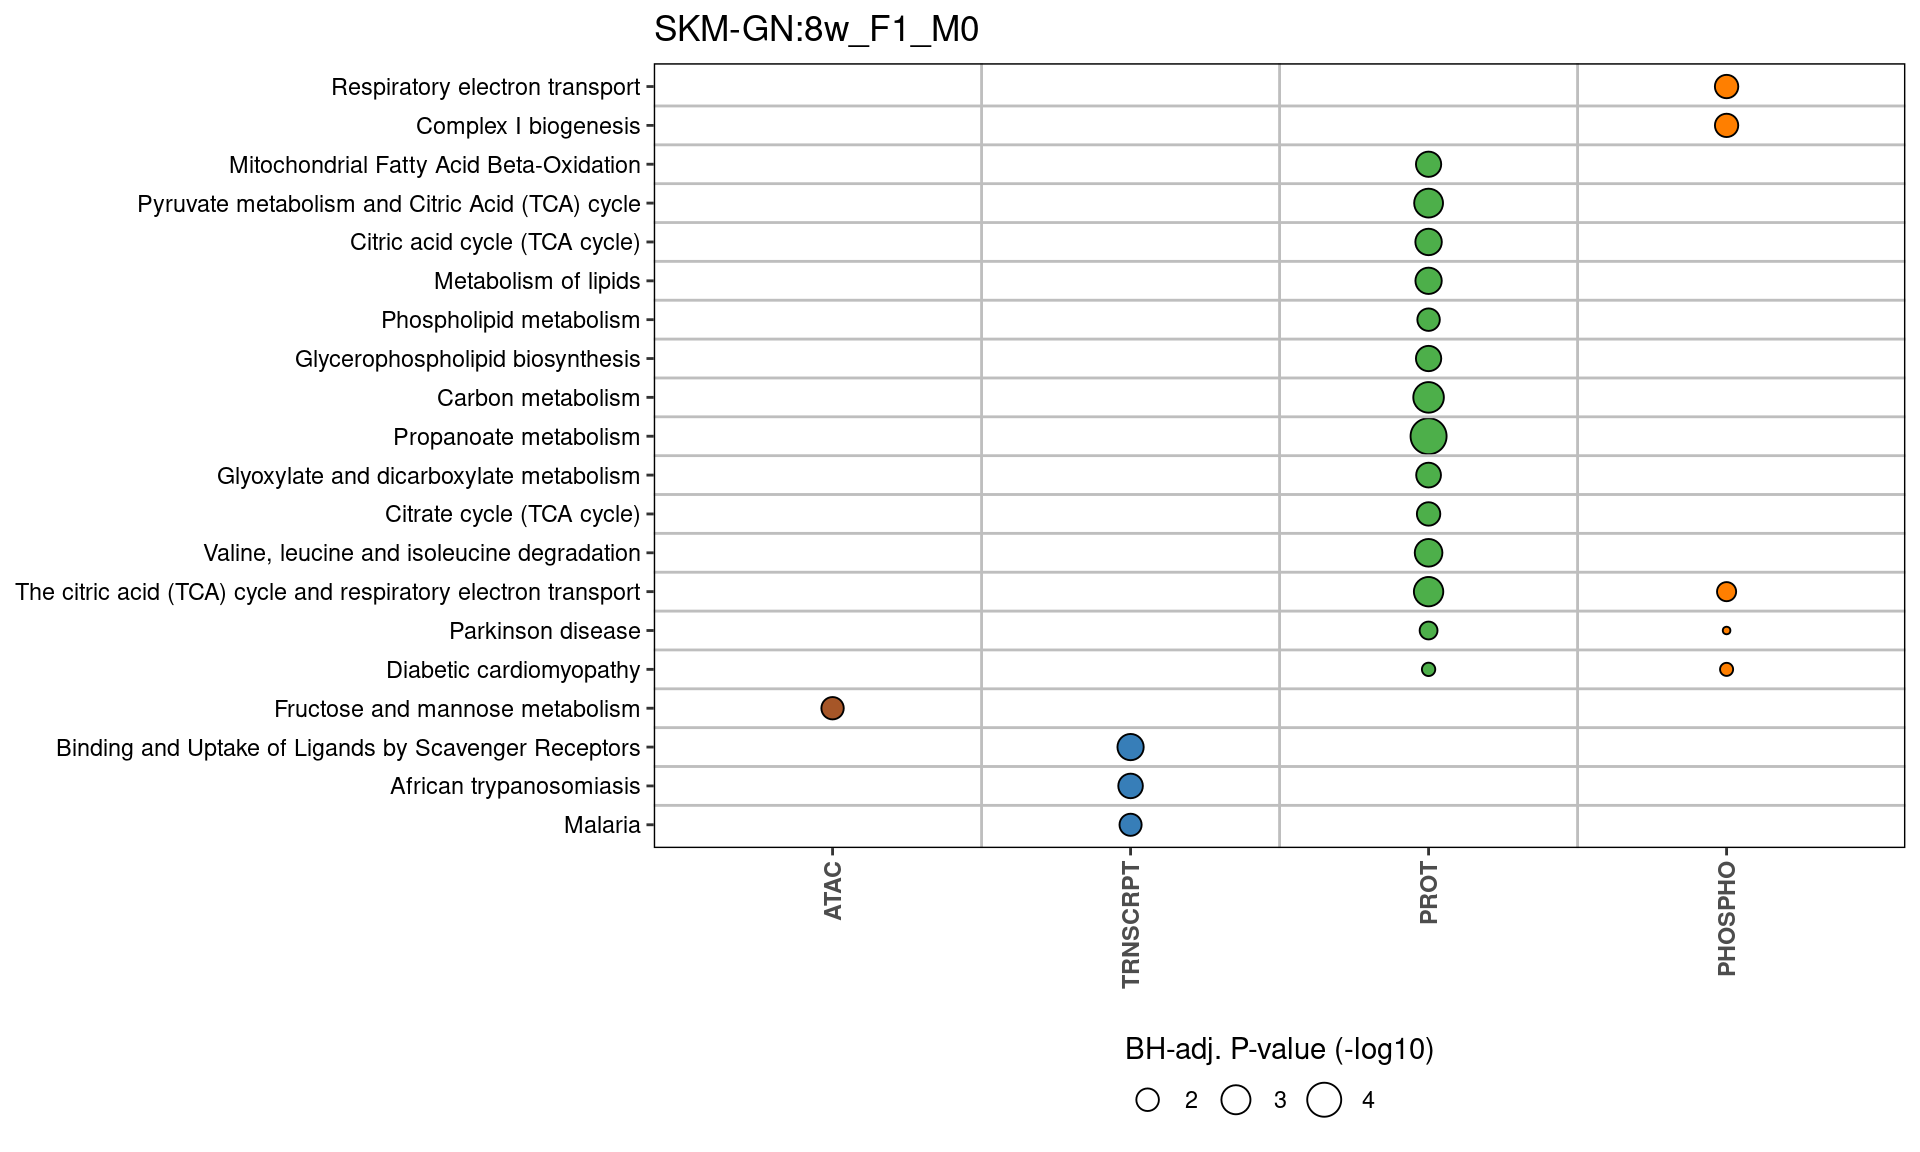 SKM-GN:8w_F1_M0
Respiratory electron transport
Complex I biogenesis
Mitochondrial Fatty Acid Beta-Oxidation
Pyruvate metabolism and Citric Acid (TCA) cycle
Citric acid cycle (TCA cycle)
Metabolism of lipids
Phospholipid metabolism
Glycerophospholipid biosynthesis
Carbon metabolism
Propanoate metabolism
Glyoxylate and dicarboxylate metabolism
Citrate cycle (TCA cycle)
Valine, leucine and isoleucine degradation
The citric acid (TCA) cycle and respiratory electron transport
Parkinson disease
Diabetic cardiomyopathy
Fructose and mannose metabolism
Binding and Uptake of Ligands by Scavenger Receptors
African trypanosomiasis
Malaria
ATAC
TRNSCRPT
PROT
PHOSPHO
BH-adj. P-value (-log10)
2 3 4